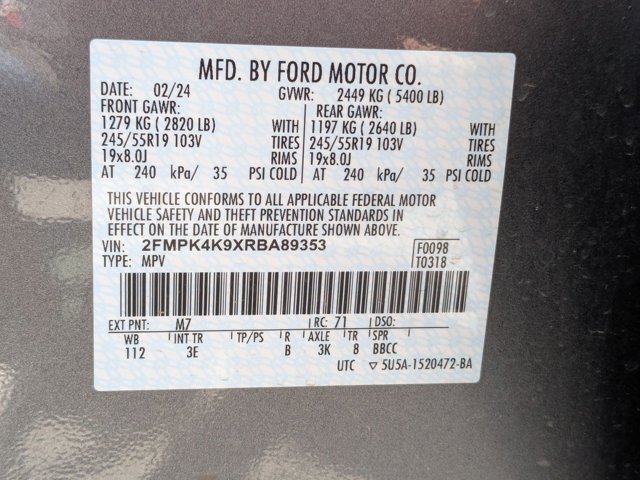 MFD. BY FORD MOTOR CO.
DATE: 02/24 GVWR: 2449 KG ( 5400 LB)
FRONT GAWR: REAR GAWR:
1279 KG ( 2820 LB) WITH 1197 KG ( 2640 LB) WITH
245/55R19 103V TIRES 245/55R19 103V TIRES
19x8.0J RIMS 19x8.0J RIMS
AT 240 kPa/ 35 PSI COLD AT 240 kPa/ 35 PSI COLD
THIS VEHICLE CONFORMS TO ALL APPLICABLE FEDERAL MOTOR
VEHICLE SAFETY AND THEFT PREVENTION STANDARDS IN
EFFECT ON THE DATE OF MANUFACTURE SHOWN ABOVE.
VIN: 2FMPK4K9XRBA89353 F0098
TYPE: MPV T0318
EXT PNT: M7 RC: 71 DSO:
WB INT TR TP/PS R AXLE TR SPR
112 3E B 3K 8 BBCC
UTC ▽ 5U5A-1520472-BA